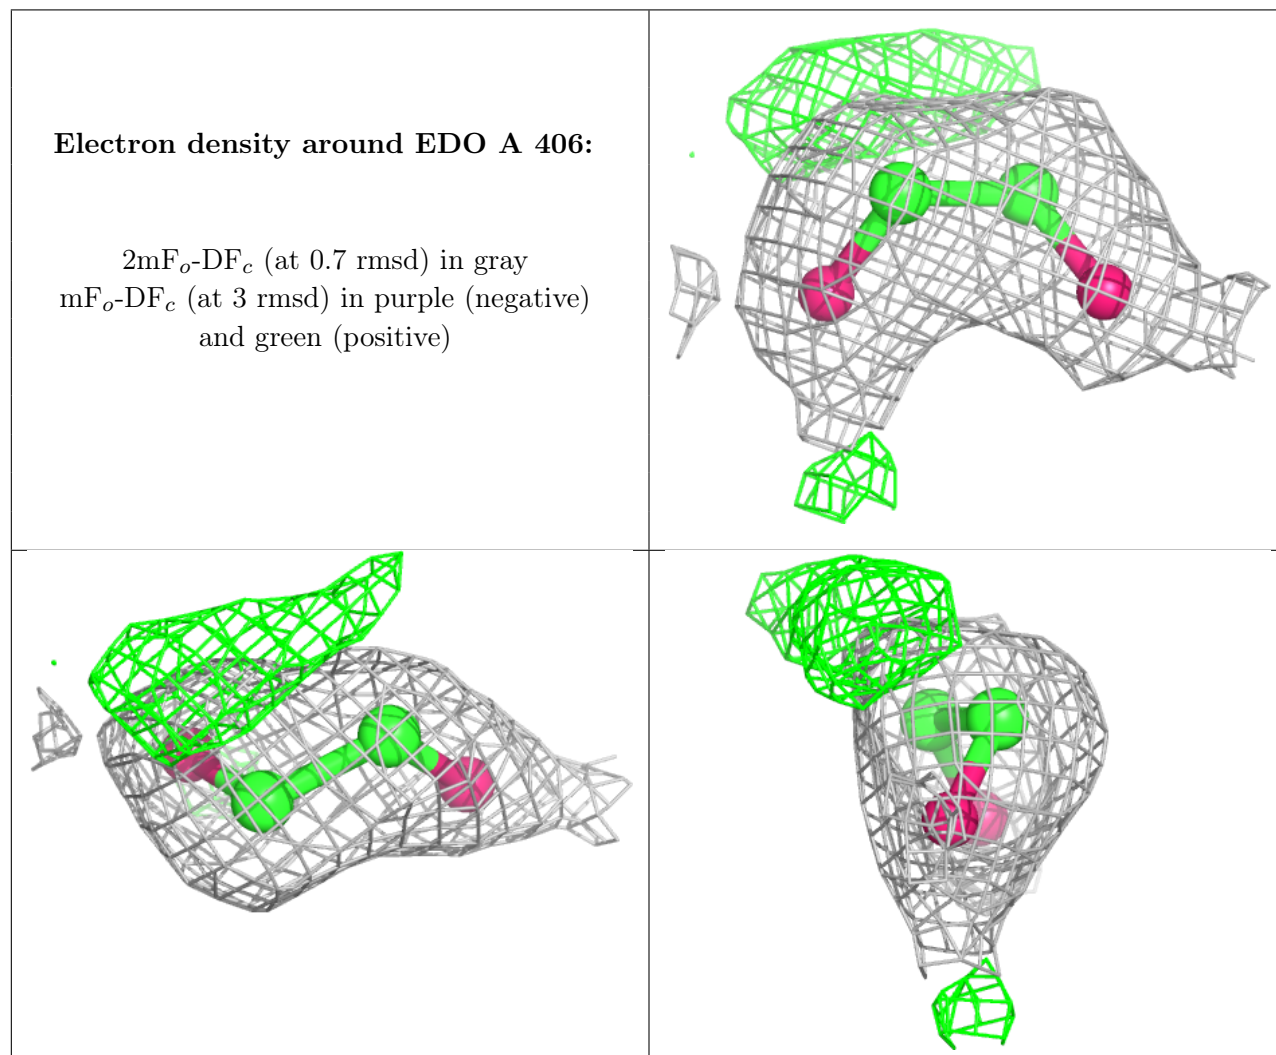 Electron density around EDO A 406:
2mFo-DFc (at 0.7 rmsd) in gray
mFo-DFc (at 3 rmsd) in purple (negative)
and green (positive)